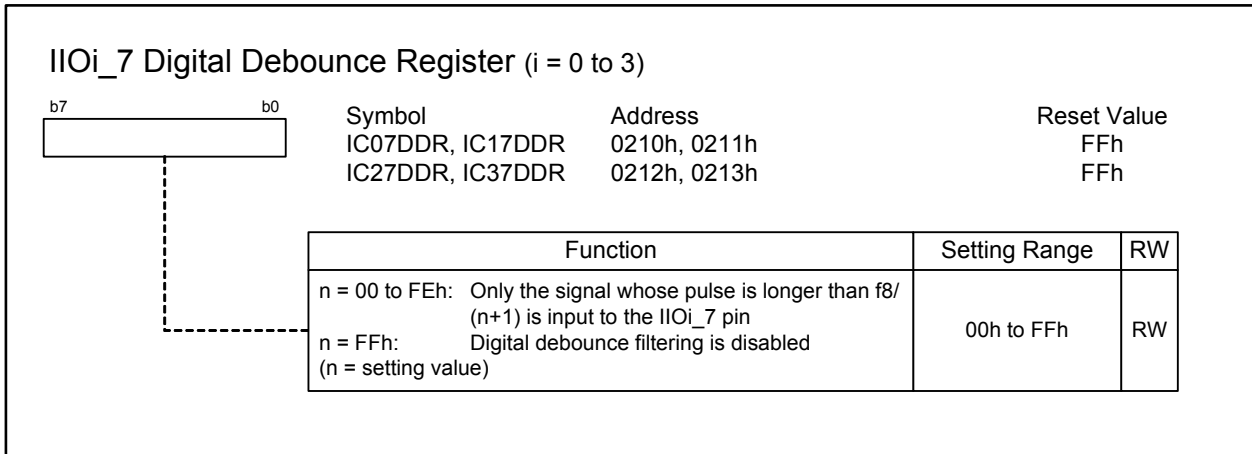 IIOi_7 Digital Debounce Register (i = 0 to 3)
b7 b0
Symbol Address Reset Value
IC07DDR, IC17DDR 0210h, 0211h FFh
IC27DDR, IC37DDR 0212h, 0213h FFh
Function Setting Range RW
n = 00 to FEh: Only the signal whose pulse is longer than f8/
(n+1) is input to the IIOi_7 pin
n = FFh: Digital debounce filtering is disabled
(n = setting value)
00h to FFh RW